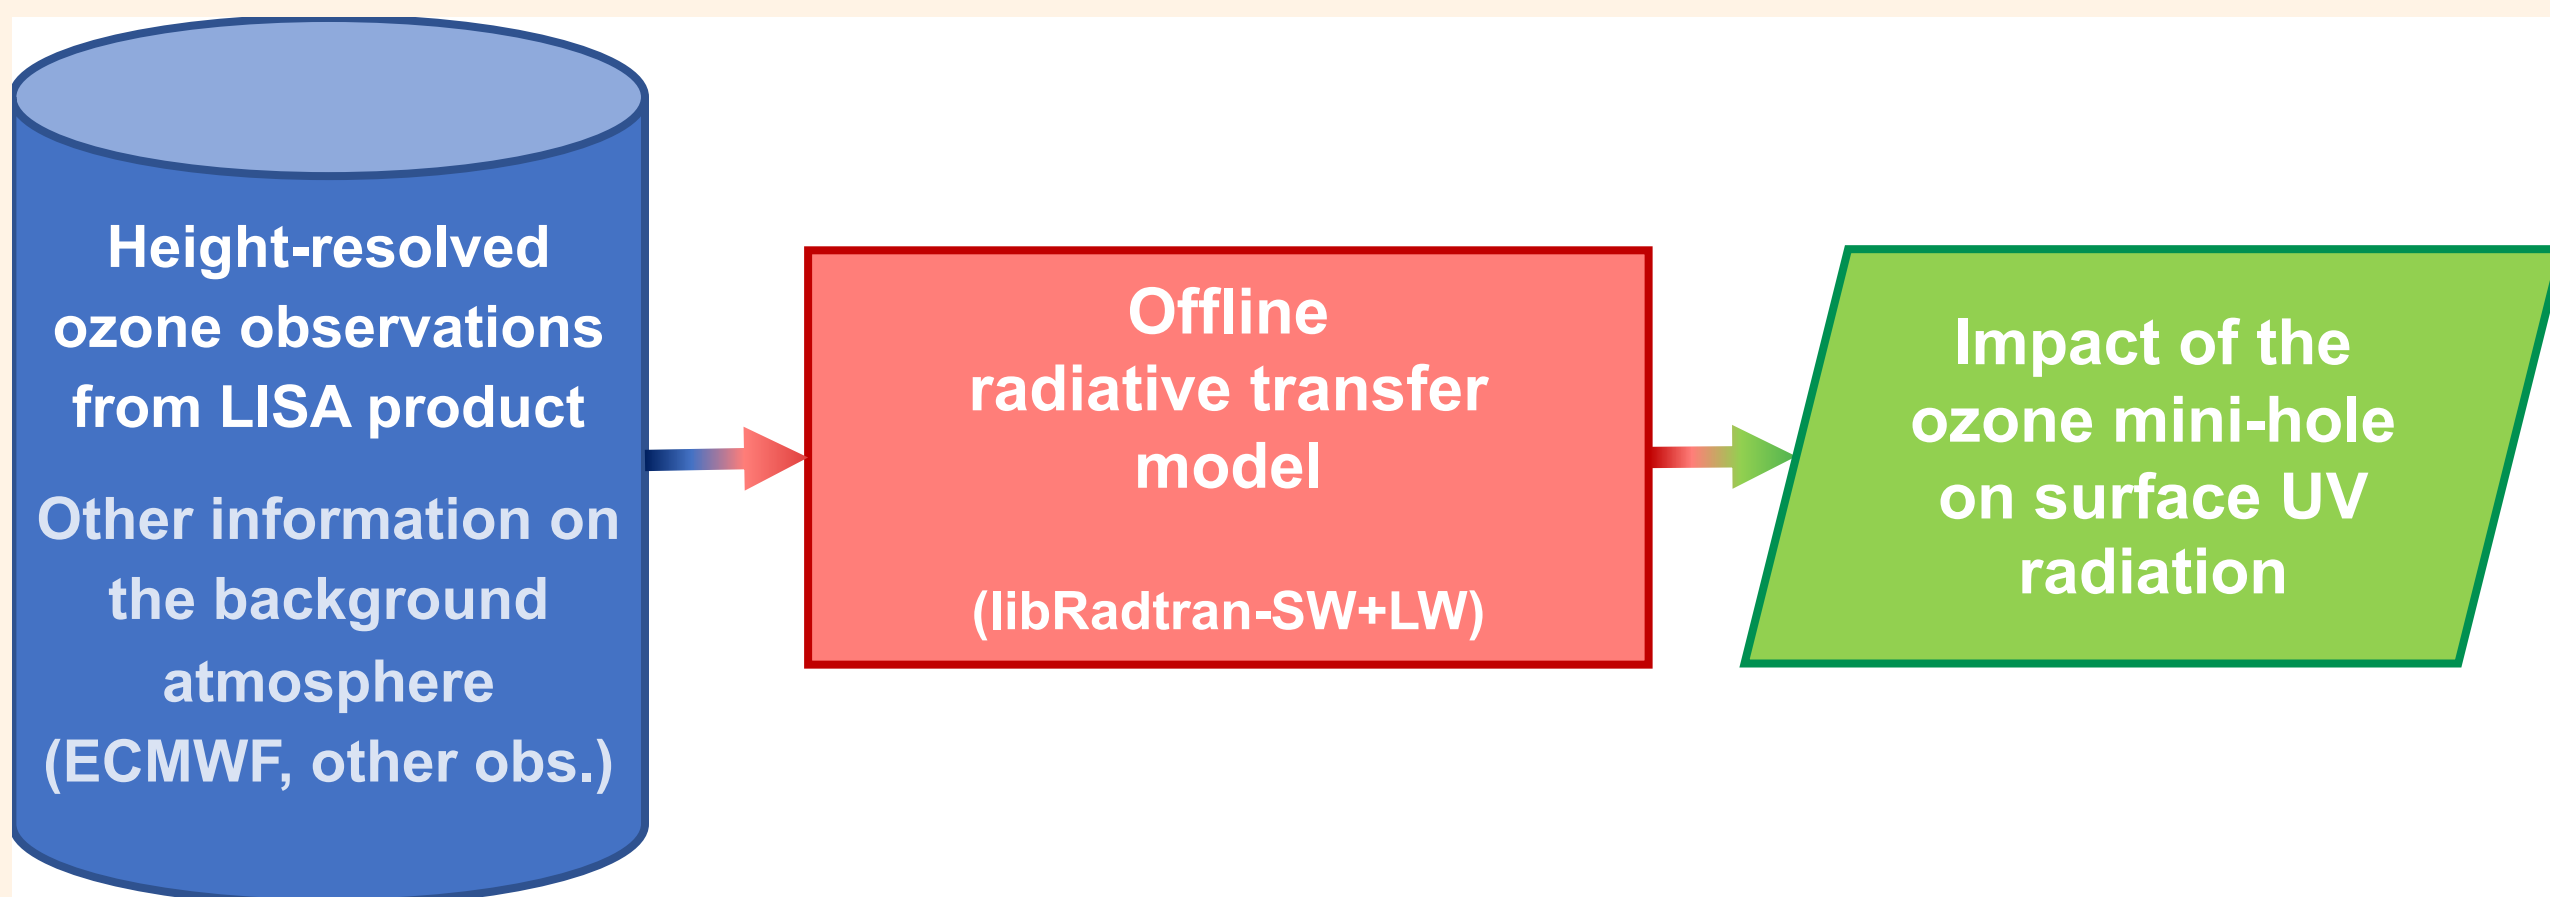 Height-resolved
ozone observations
from LISA product
Other information on
the background
atmosphere
(ECMWF, other obs.)
Offline
radiative transfer
model
(libRadtran-SW+LW)
Impact of the
ozone mini-hole
on surface UV
radiation